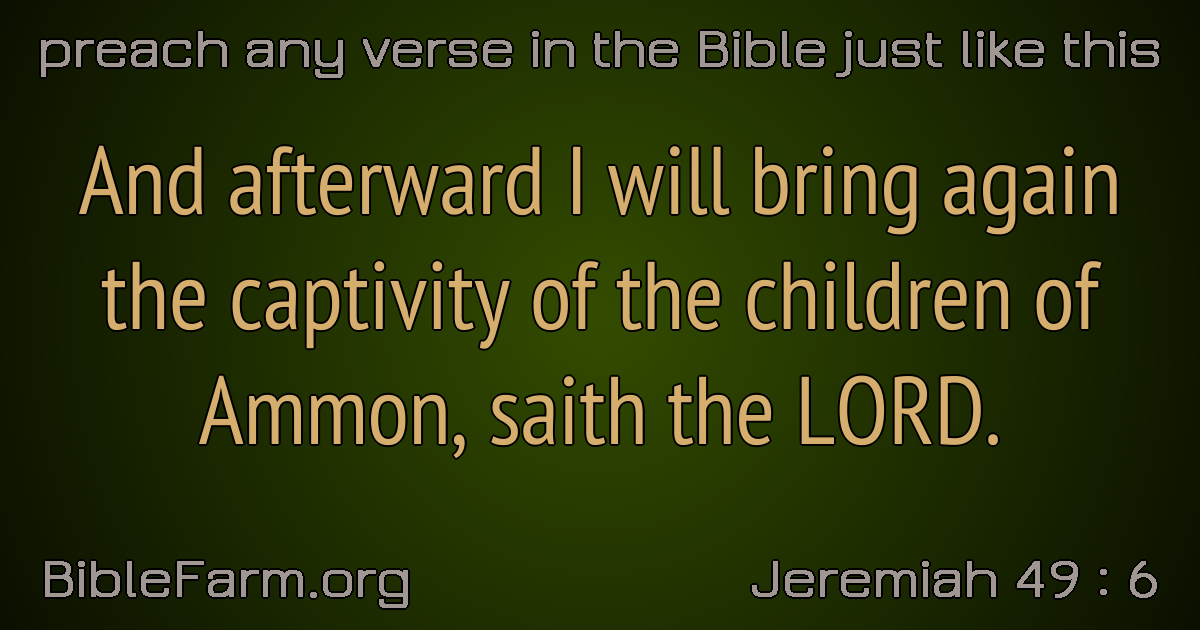 preach any verse in the Bible just like this
And afterward I will bring again
the captivity of the children of
Ammon, saith the LORD.
BibleFarm.org
Jeremiah 49 : 6